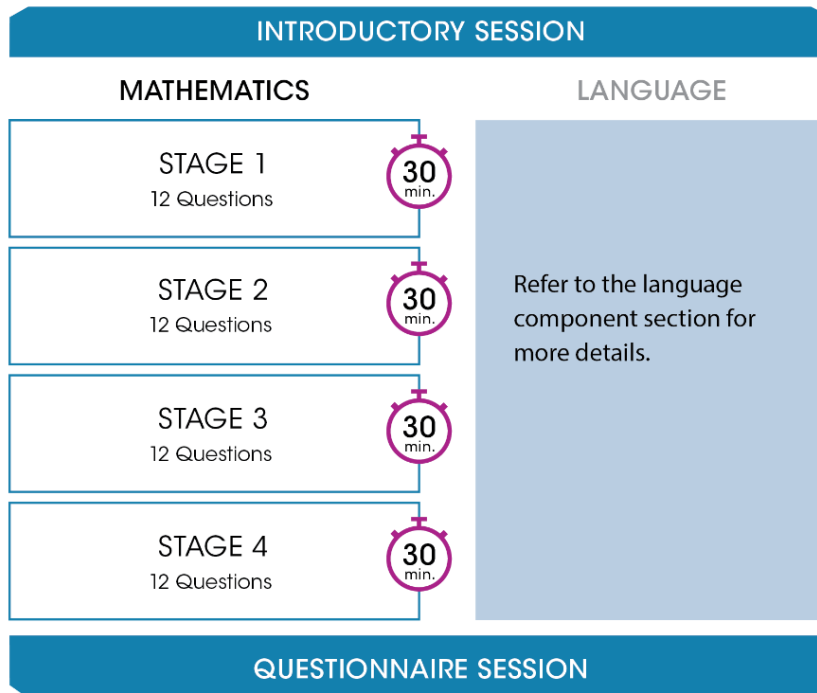 INTRODUCTORY SESSION
MATHEMATICS
STAGE 1
12 Questions
30
min.
STAGE 2
12 Questions
30
min.
STAGE 3
12 Questions
30
min.
STAGE 4
12 Questions
30
min.
LANGUAGE
Refer to the language
component section for
more details.
QUESTIONNAIRE SESSION